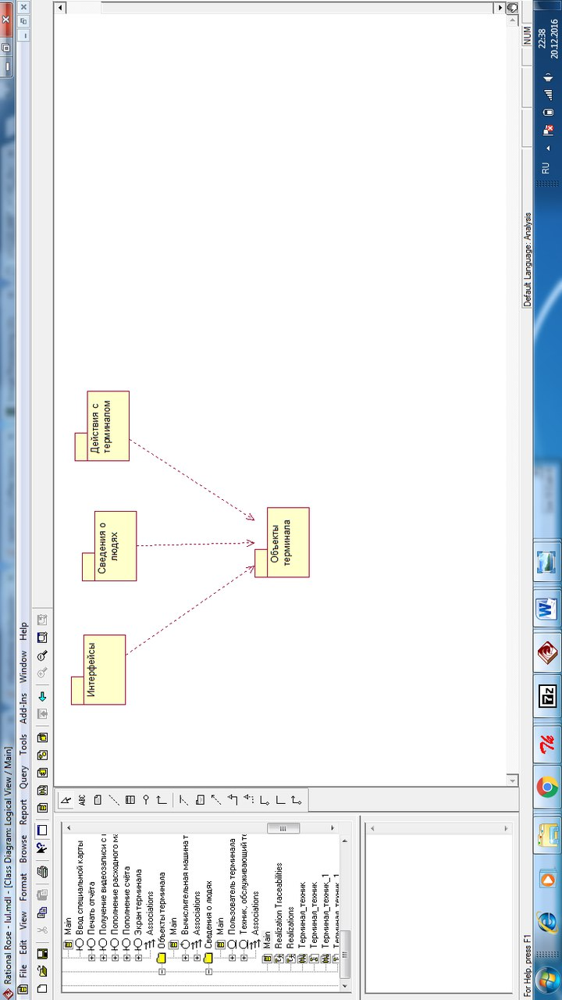 Rational Rose - lul.mdl - [Class Diagram: Logical View / Main]
File Edit View Format Browse Report Query Tools Add-Ins Window Help
ABC
Main
Ввод специальной карты
Печать отчёта
Получение видеозаписи с
Пополнение расходного ма
Пополнение счёта
Экран терминала
Associations
Объекты терминала
Main
Вычислительная машина т
Associations
Сведения о людях
Main
Пользователь терминала
Техник, обслуживающий те
Associations
Main
Realization Traceabilities
Realizations
Терминал_техник
Терминал_техник
Терминал_техник_1
Терминал_техник_1
Интерфейсы
Сведения о
людях
Действия с
терминалом
Объекты
терминала
For Help, press F1
Default Language: Analysis
NUM
RU
22:38
20.12.2016